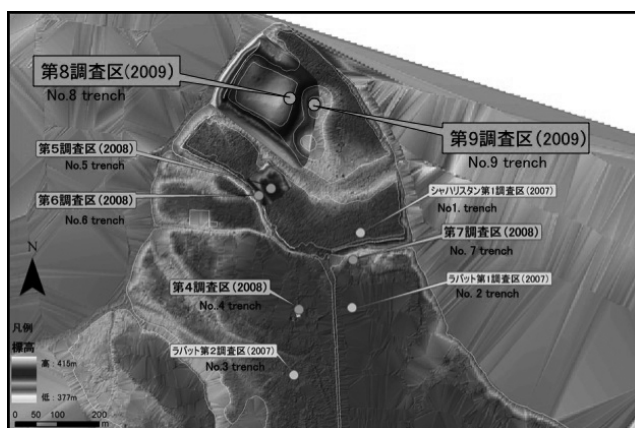 第8調査区(2009)
No.8 trench
第9調査区(2009)
No.9 trench
第5調査区(2008)
No.5 trench
第6調査区(2008)
No.6 trench
シャハリスタン第1調査区(2007)
No1. trench
第7調査区(2008)
No. 7 trench
ラバット第1調査区(2007)
No. 2 trench
第4調査区(2008)
No..4 trench
ラバット第2調査区(2007)
No.3 trench
N
凡例
標高
高 : 415m
低 : 377m
0 50 100 200
m